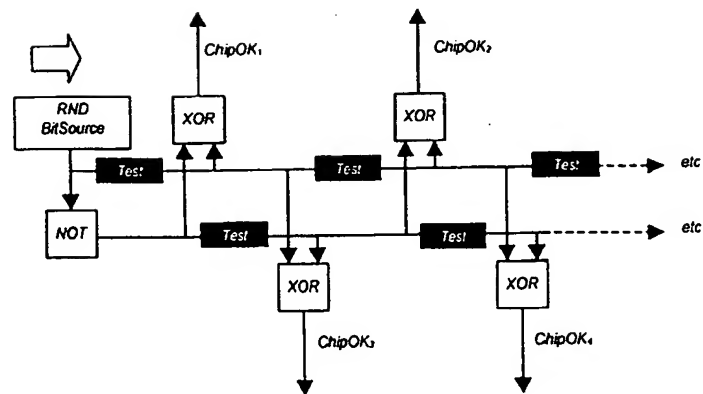 ChipOK₁
ChipOK₂
RND
BitSource
XOR
XOR
Test
Test
Test
etc
NOT
Test
Test
etc
XOR
XOR
ChipOK₃
ChipOK₄